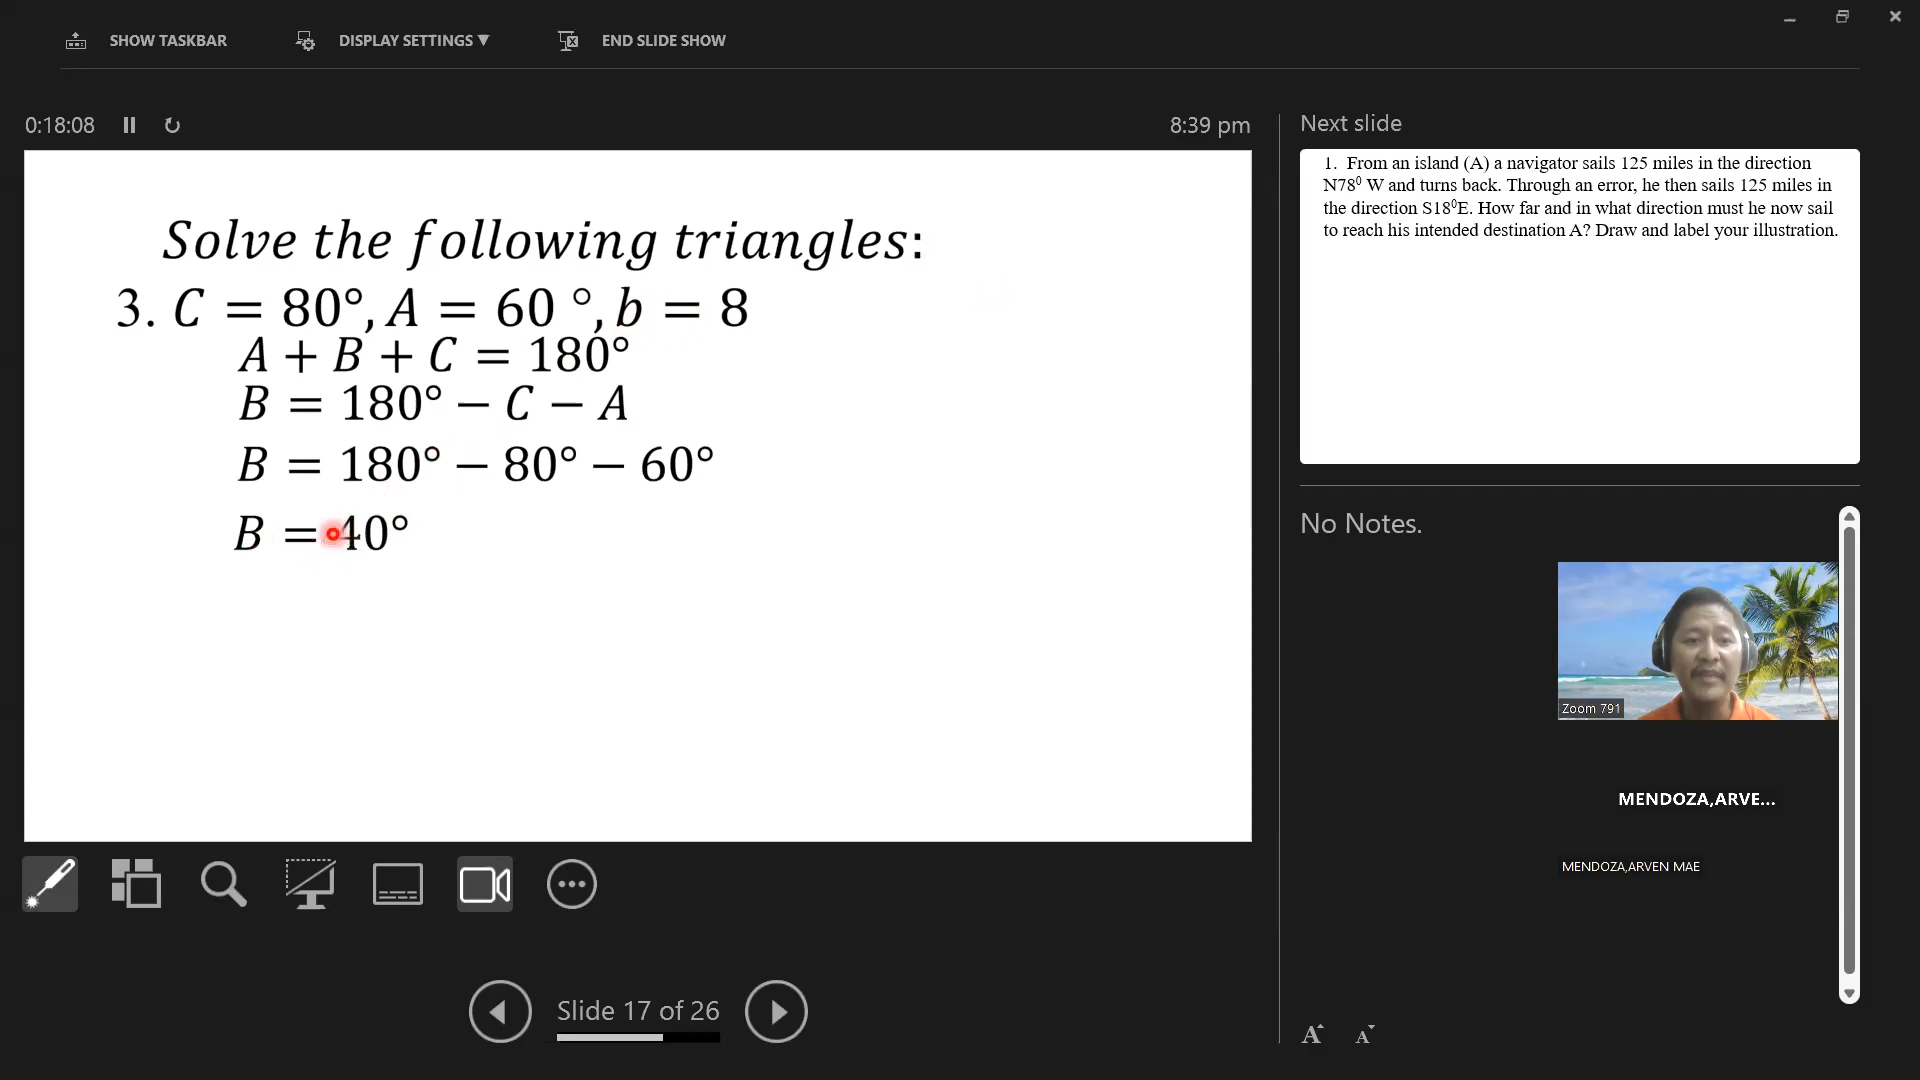 SHOW TASKBAR
DISPLAY SETTINGS ▼
END SLIDE SHOW
0:18:08
8:39 pm
Solve the following triangles:
3. C = 80°, A = 60 °, b = 8
A + B + C = 180°
B = 180° − C − A
B = 180° − 80° − 60°
B = 40°
Slide 17 of 26
Next slide
1. From an island (A) a navigator sails 125 miles in the direction
N78⁰ W and turns back. Through an error, he then sails 125 miles in
the direction S18⁰E. How far and in what direction must he now sail
to reach his intended destination A? Draw and label your illustration.
No Notes.
Zoom 791
MENDOZA,ARVE...
MENDOZA,ARVEN MAE
A A